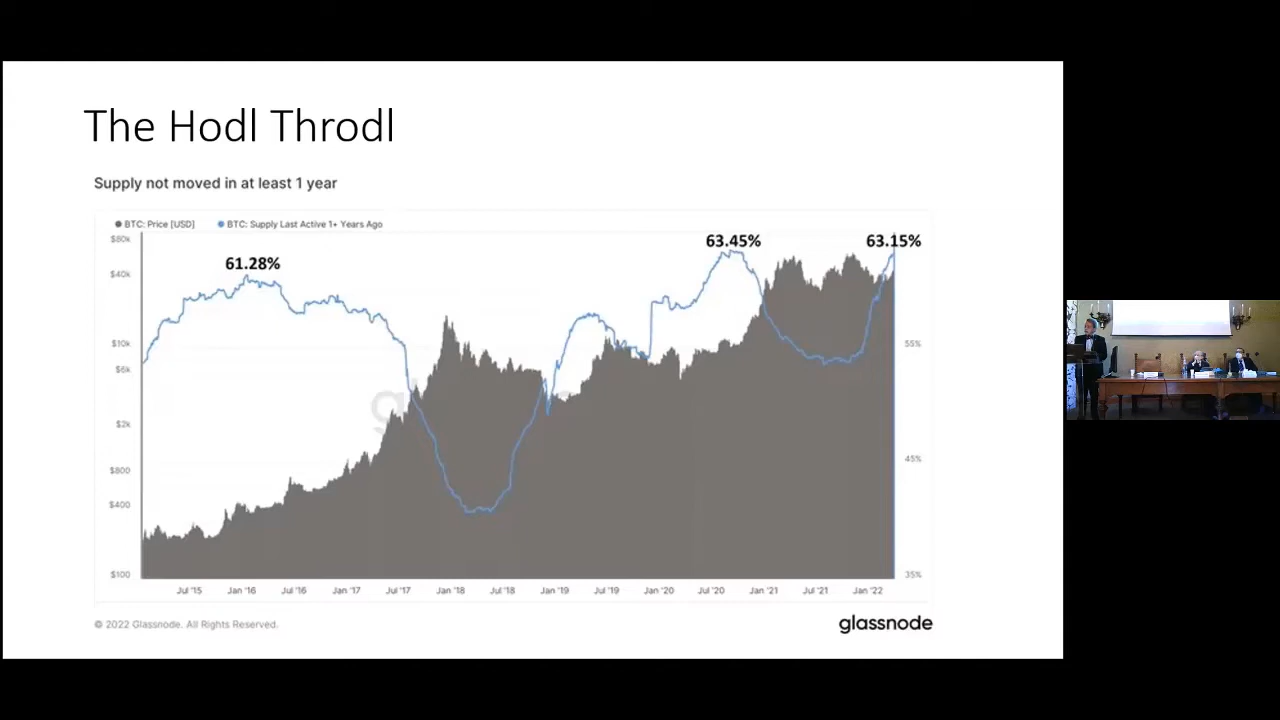 The Hodl Throdl
Supply not moved in at least 1 year
BTC: Price [USD] BTC: Supply Last Active 1+ Years Ago
61.28%
63.45%
63.15%
$80k
$40k
$10k
$6k
$2k
$800
$400
$100
55%
45%
35%
Jul '15 Jan '16 Jul '16 Jan '17 Jul '17 Jan '18 Jul '18 Jan '19 Jul '19 Jan '20 Jul '20 Jan '21 Jul '21 Jan '22
© 2022 Glassnode. All Rights Reserved.
glassnode